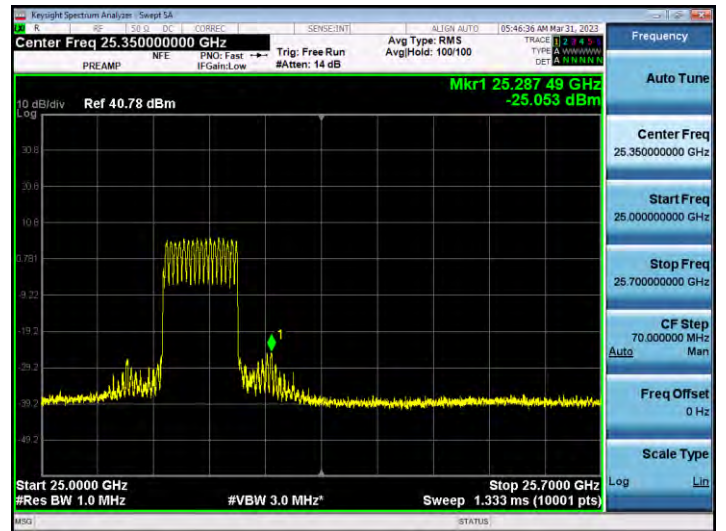 Keysight Spectrum Analyzer - Swept SA
R RF 50 Ω DC CORREC SENSE:INT ALIGN AUTO 05:46:36 AM Mar 31, 2023
Center Freq 25.350000000 GHz
NFE
PREAMP
PNO: Fast
IFGain:Low
Trig: Free Run
#Atten: 14 dB
Avg Type: RMS
Avg|Hold: 100/100
TRACE 1 2 3 4 5 6
TYPE A WWWWW
DET A N N N N N
Mkr1 25.287 49 GHz
-25.053 dBm
10 dB/div Ref 40.78 dBm
Log
30.8
20.8
10.8
0.781
-9.22
-19.2
-29.2
-39.2
-49.2
1
Start 25.0000 GHz Stop 25.7000 GHz
#Res BW 1.0 MHz #VBW 3.0 MHz* Sweep 1.333 ms (10001 pts)
MSG STATUS
Frequency
Auto Tune
Center Freq
25.350000000 GHz
Start Freq
25.000000000 GHz
Stop Freq
25.700000000 GHz
CF Step
70.000000 MHz
Auto Man
Freq Offset
0 Hz
Scale Type
Log Lin